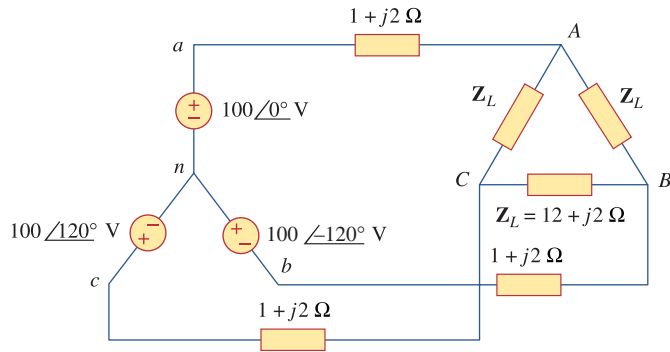 1 + j2 Ω
a
A
+
−
100∠0° V
Z_L
Z_L
n
C
B
100∠120° V
−
+
+
−
100∠−120° V
Z_L = 12 + j2 Ω
b
1 + j2 Ω
c
1 + j2 Ω